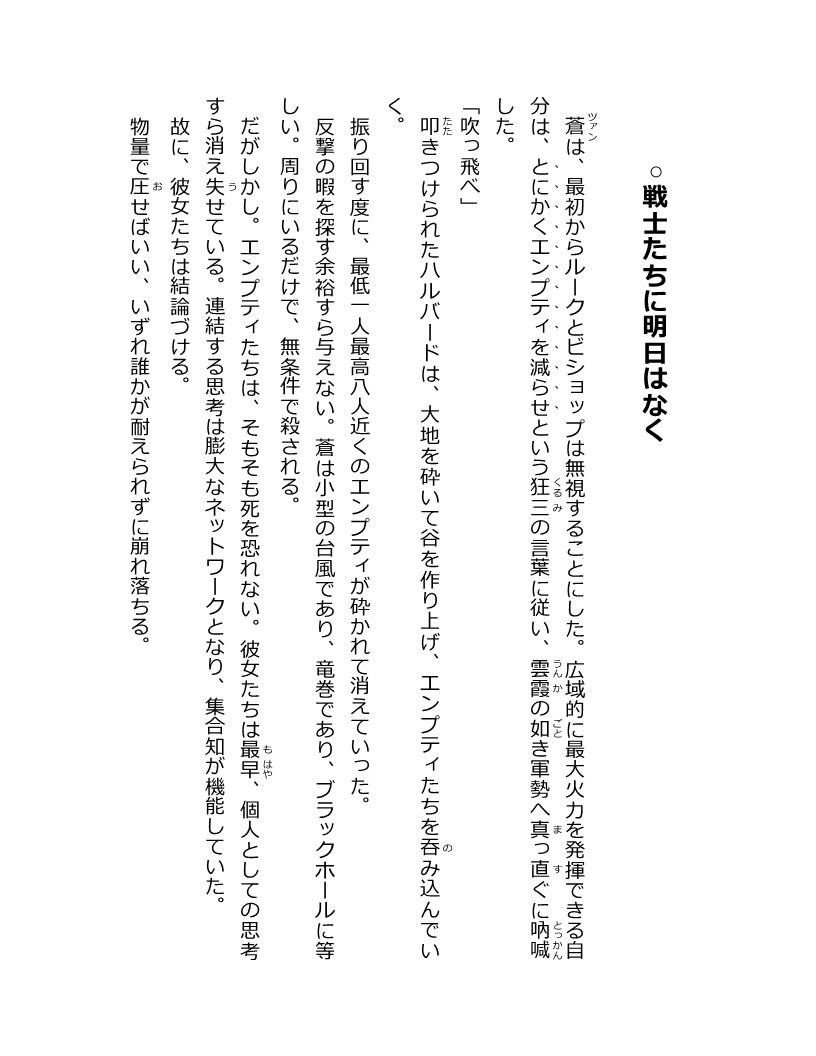 ○戦士たちに明日はなく
蒼は、最初からルークとビショップは無視することにした。広域的に最大火力を発揮できる自
分は、とにかくエンプティを減らせという狂三の言葉に従い、雲霞の如き軍勢へ真っ直ぐに吶喊
した。
「吹っ飛べ」
叩きつけられたハルバードは、大地を砕いて谷を作り上げ、エンプティたちを呑み込んでい
く。
振り回す度に、最低一人最高八人近くのエンプティが砕かれて消えていった。
反撃の暇を探す余裕すら与えない。蒼は小型の台風であり、竜巻であり、ブラックホールに等
しい。周りにいるだけで、無条件で殺される。
だがしかし。エンプティたちは、そもそも死を恐れない。彼女たちは最早、個人としての思考
すら消え失せている。連結する思考は膨大なネットワークとなり、集合知が機能していた。
故に、彼女たちは結論づける。
物量で圧せばいい、いずれ誰かが耐えられずに崩れ落ちる。